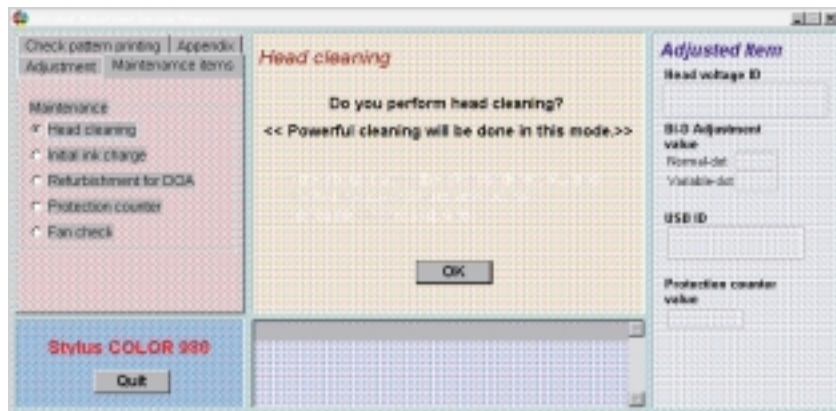 Check pattern printing
Appendix
Adjustment
Maintenamce items
Maintenance
Head cleaning
Initial ink charge
Refurbishment for DOA
Protection counter
Fan check
Stylus COLOR 980
Quit
Head cleaning
Do you perform head cleaning?
<< Powerful cleaning will be done in this mode.>>
OK
Adjusted Item
Head voltage ID
Bi-D Adjustment
value
Normal-dot
Variable-dot
USB ID
Protection counter
value